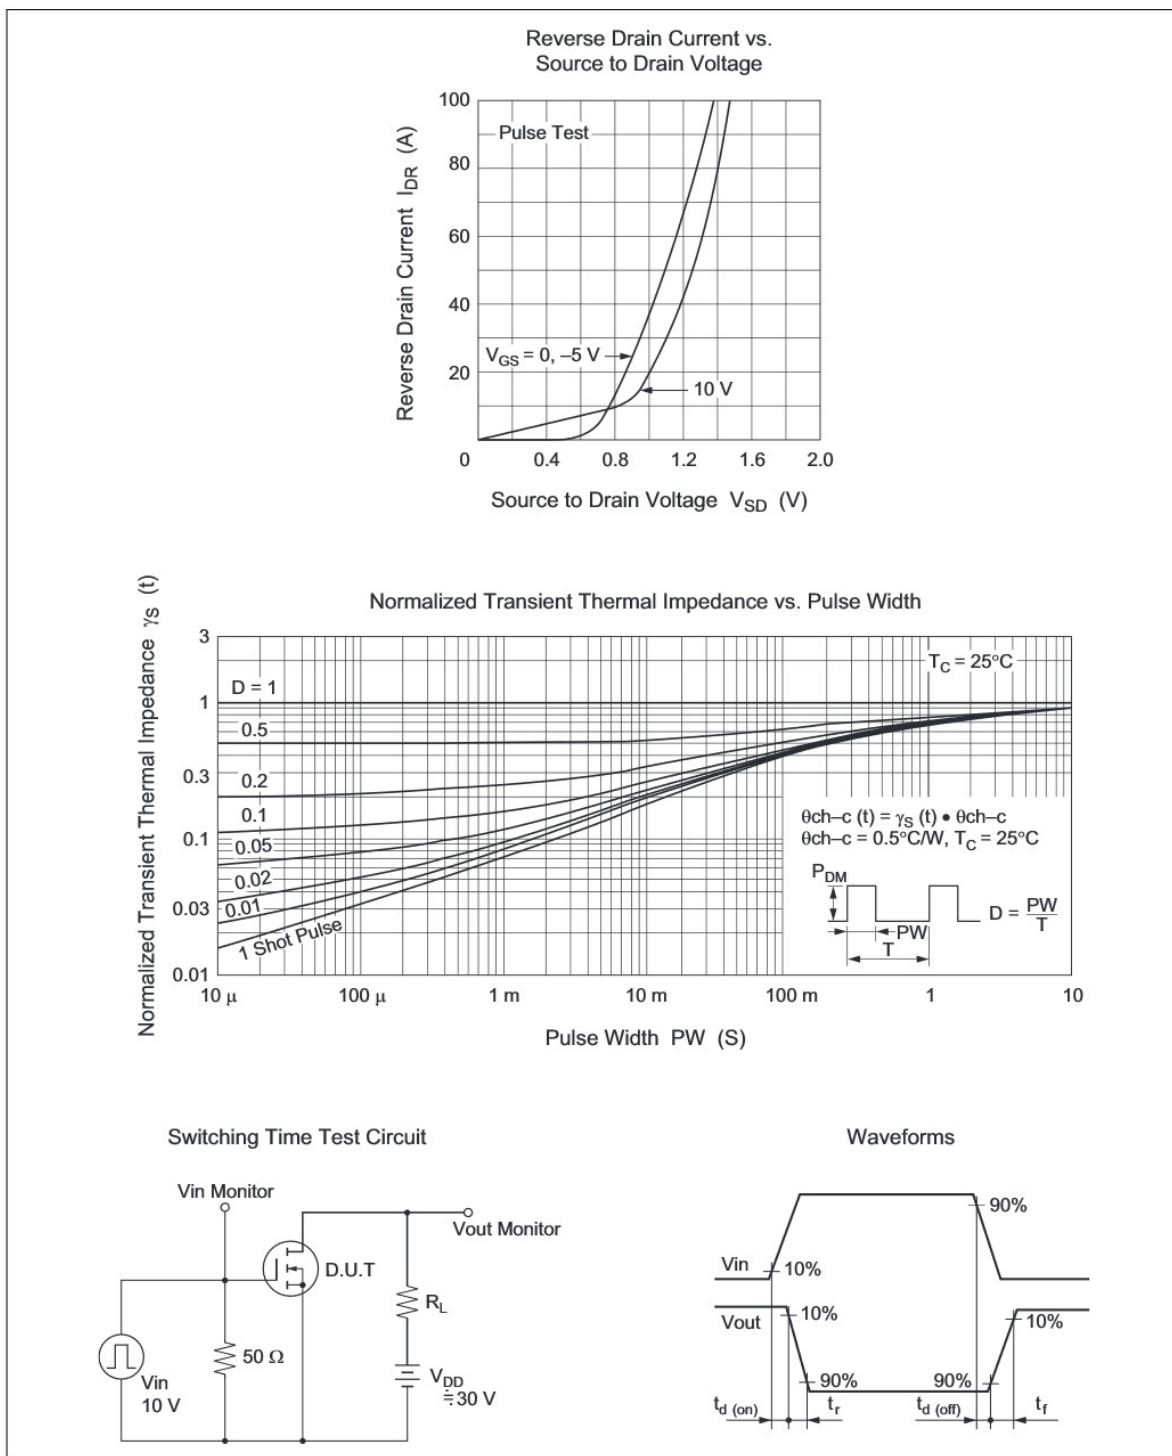 Reverse Drain Current vs.
Source to Drain Voltage
Reverse Drain Current I_DR (A)
100
80
60
40
20
0
0.4
0.8
1.2
1.6
2.0
Pulse Test
V_GS = 0, –5 V
10 V
Source to Drain Voltage V_SD (V)
Normalized Transient Thermal Impedance vs. Pulse Width
Normalized Transient Thermal Impedance γ_S (t)
3
1
0.3
0.1
0.03
0.01
T_C = 25°C
D = 1
0.5
0.2
0.1
0.05
0.02
0.01
1 Shot Pulse
θch–c (t) = γ_S (t) • θch–c
θch–c = 0.5°C/W, T_C = 25°C
P_DM
PW
T
D = PW/T
10 μ
100 μ
1 m
10 m
100 m
1
10
Pulse Width PW (S)
Switching Time Test Circuit
Vin Monitor
Vout Monitor
D.U.T
R_L
50 Ω
Vin
10 V
V_DD
≒30 V
Waveforms
Vin
10%
90%
Vout
10%
10%
90%
90%
t_d (on)
t_r
t_d (off)
t_f